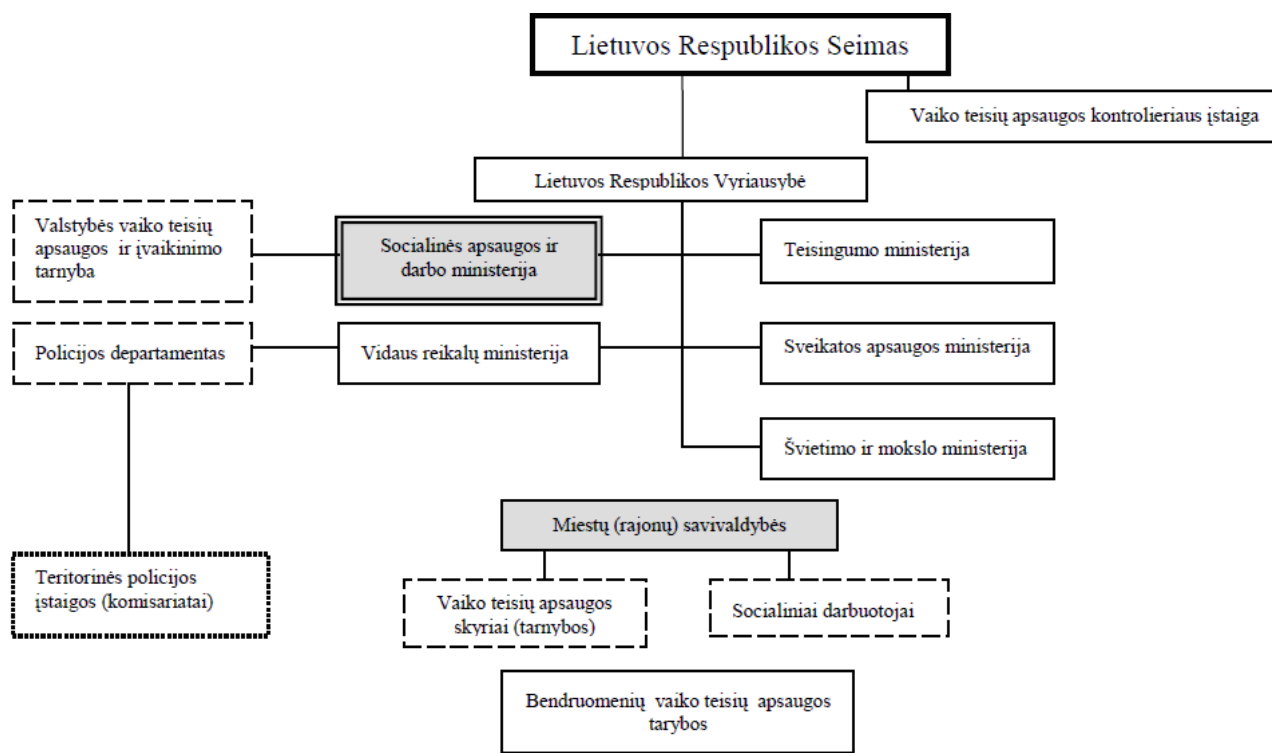 Lietuvos Respublikos Seimas
Vaiko teisių apsaugos kontrolieriaus įstaiga
Lietuvos Respublikos Vyriausybė
Valstybės vaiko teisių
apsaugos ir įvaikinimo
tarnyba
Socialinės apsaugos ir
darbo ministerija
Teisingumo ministerija
Policijos departamentas
Vidaus reikalų ministerija
Sveikatos apsaugos ministerija
Švietimo ir mokslo ministerija
Miestų (rajonų) savivaldybės
Teritorinės policijos
įstaigos (komisariatai)
Vaiko teisių apsaugos
skyriai (tarnybos)
Socialiniai darbuotojai
Bendruomenių vaiko teisių apsaugos
tarybos